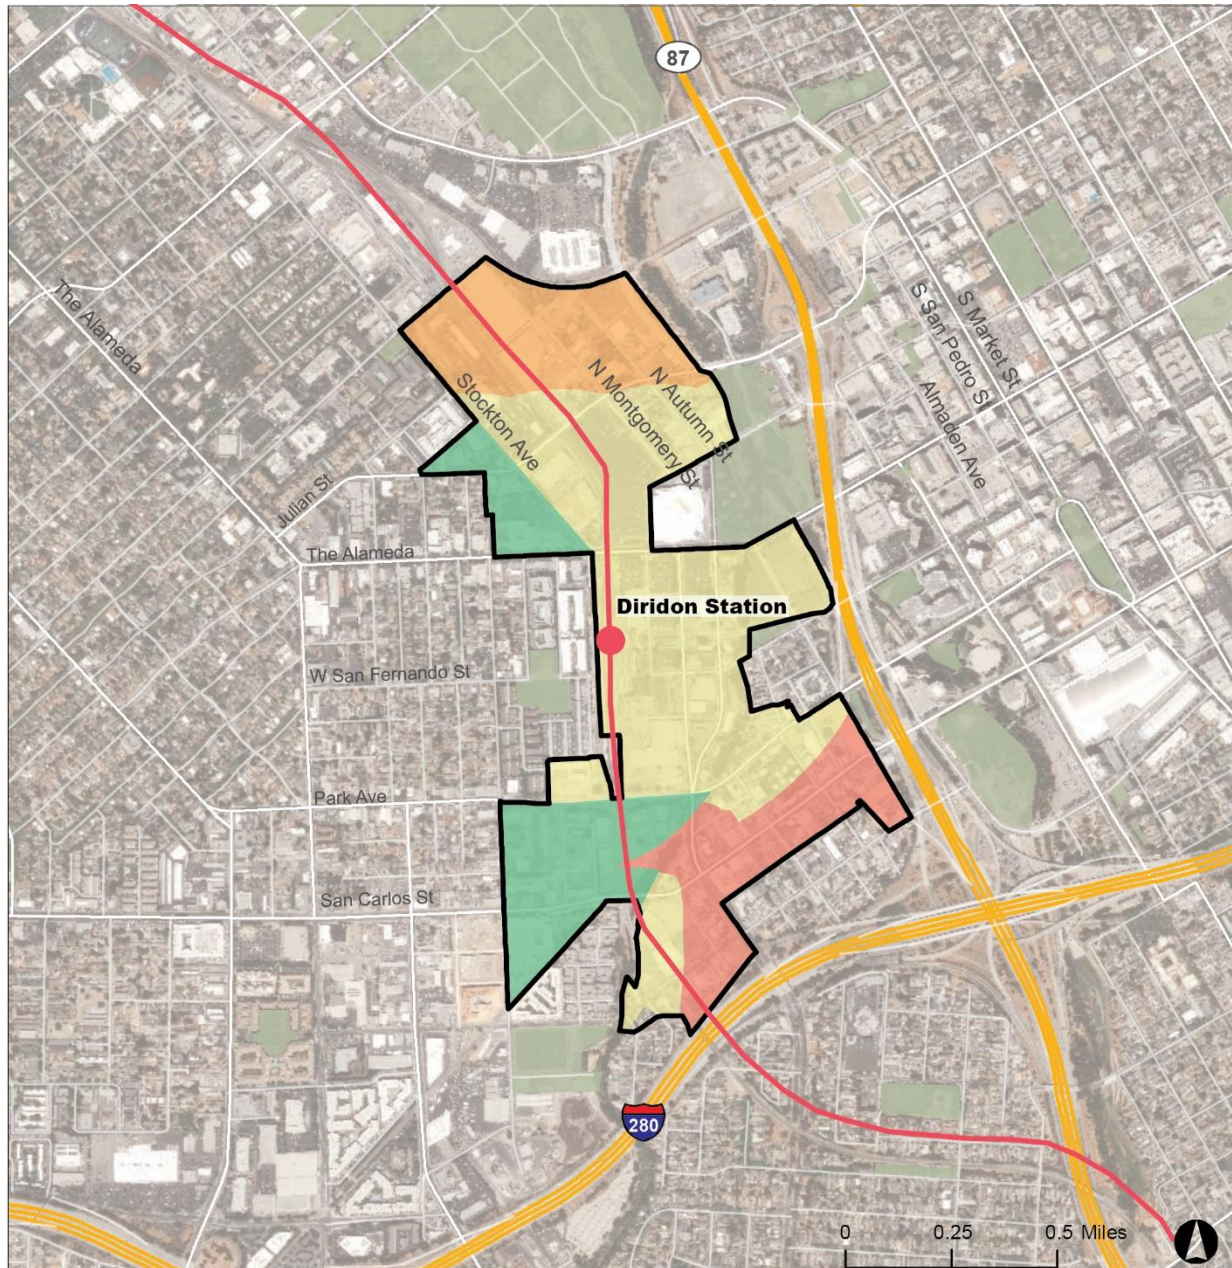 87
The Alameda
S Market St
S San Pedro St
Almaden Ave
N Autumn St
N Montgomery St
Stockton Ave
Julian St
The Alameda
Diridon Station
W San Fernando St
Park Ave
San Carlos St
280
0 0.25 0.5 Miles